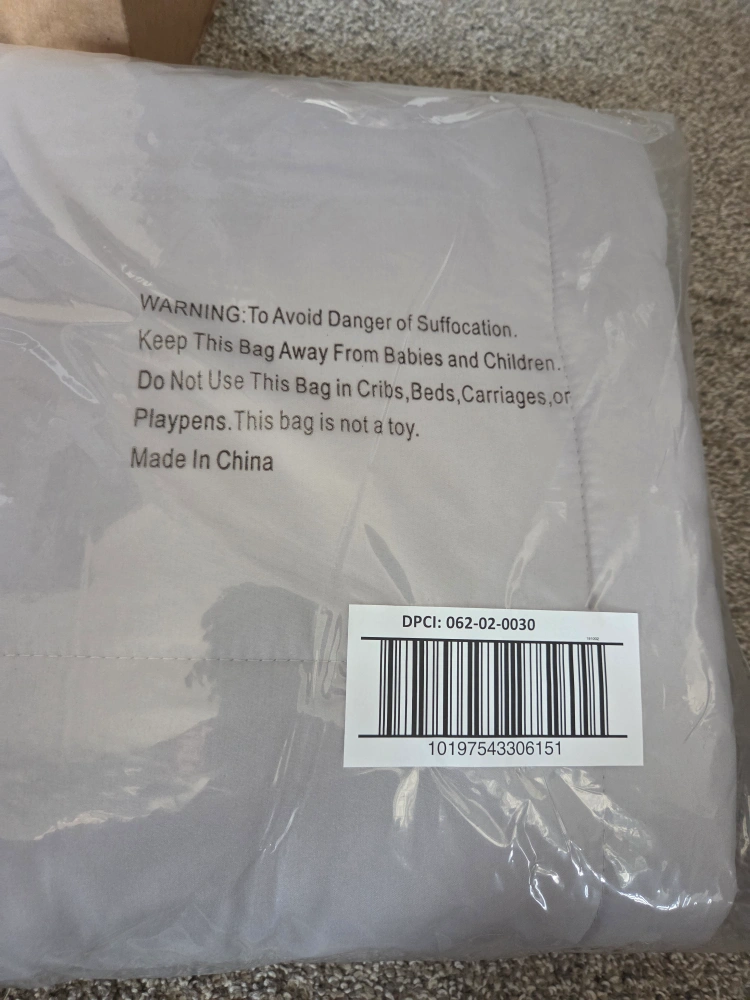 WARNING:To Avoid Danger of Suffocation.
Keep This Bag Away From Babies and Children.
Do Not Use This Bag in Cribs,Beds,Carriages,or
Playpens.This bag is not a toy.
Made In China
DPCI: 062-02-0030
10197543306151